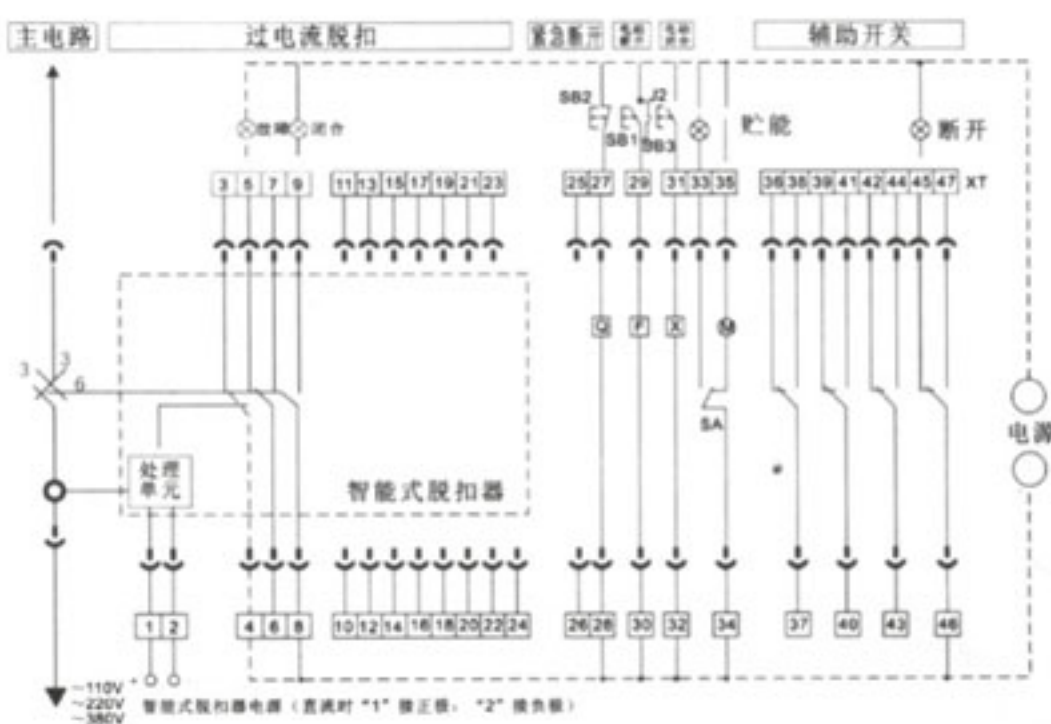 主电路 过电流脱扣 紧急断开 辅助开关
SB2 J2
故障 闭合 SB1 SB3 贮能 断开
3 5 7 9 11 13 15 17 19 21 23 25 27 29 31 33 35 36 38 39 41 42 44 45 47 XT
Q F X M
3 3 6
SA
电源
处理
单元
智能式脱扣器
1 2 4 6 8 10 12 14 16 18 20 22 24 26 28 30 32 34 37 40 43 46
~110V
~220V 智能式脱扣器电源（直流时“1”接正极，“2”接负极）
~380V